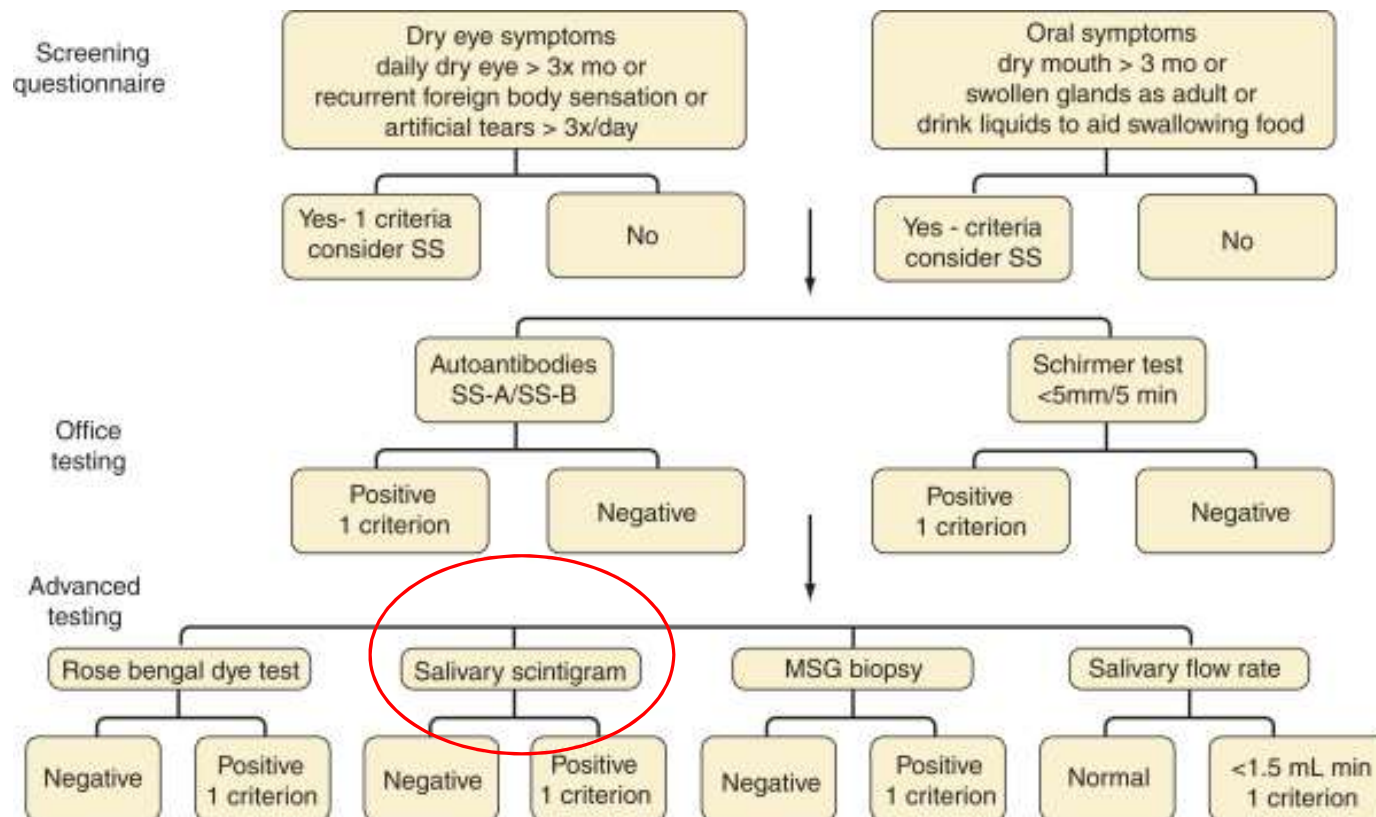 Screening
questionnaire
Dry eye symptoms
daily dry eye > 3x mo or
recurrent foreign body sensation or
artificial tears > 3x/day
Oral symptoms
dry mouth > 3 mo or
swollen glands as adult or
drink liquids to aid swallowing food
Yes- 1 criteria
consider SS
No
Yes - criteria
consider SS
No
Office
testing
Autoantibodies
SS-A/SS-B
Schirmer test
<5mm/5 min
Positive
1 criterion
Negative
Positive
1 criterion
Negative
Advanced
testing
Rose bengal dye test
Salivary scintigram
MSG biopsy
Salivary flow rate
Negative
Positive
1 criterion
Negative
Positive
1 criterion
Negative
Positive
1 criterion
Normal
<1.5 mL min
1 criterion